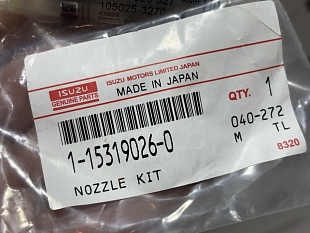 105025-3270
ISUZU
GENUINE PARTS
ISUZU MOTORS LIMITED JAPAN
MADE IN JAPAN
QTY. 1
1-15319026-0
040-272
M TL
NOZZLE KIT
8320